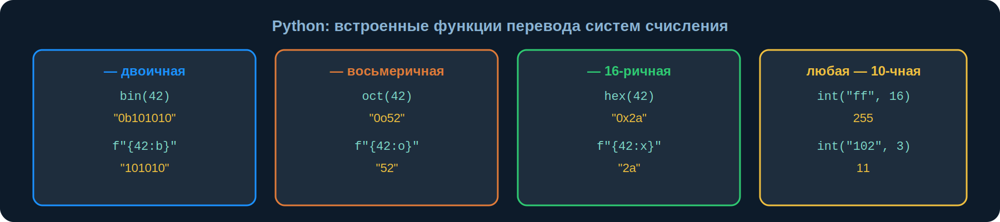 Python: встроенные функции перевода систем счисления
— двоичная
bin(42)
"0b101010"
f"{42:b}"
"101010"
— восьмеричная
oct(42)
"0o52"
f"{42:o}"
"52"
— 16-ричная
hex(42)
"0x2a"
f"{42:x}"
"2a"
любая — 10-чная
int("ff", 16)
255
int("102", 3)
11